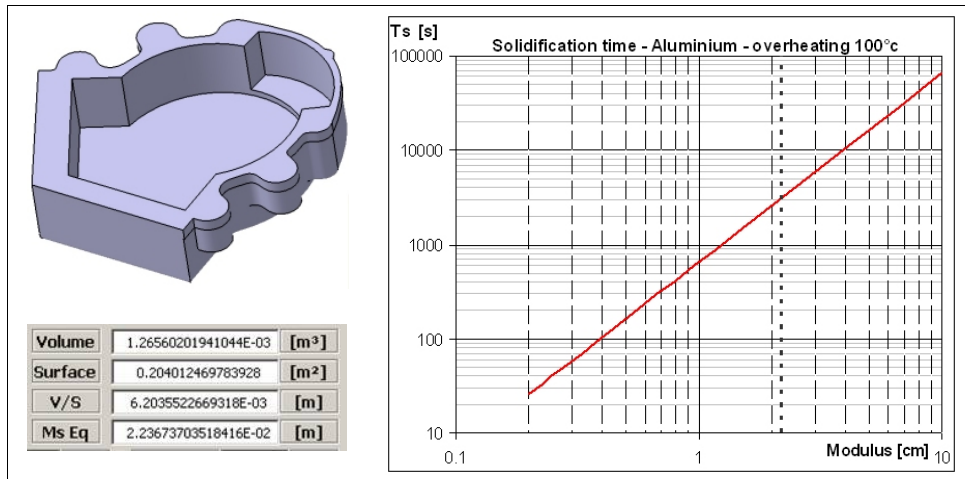 Volume 1.26560201941044E-03 [m³]
Surface 0.204012469783928 [m²]
V/S 6.2035522669318E-03 [m]
Ms Eq 2.23673703518416E-02 [m]
Ts [s]
Solidification time - Aluminium - overheating 100°c
100000
10000
1000
100
10
0.1 1 10
Modulus [cm]